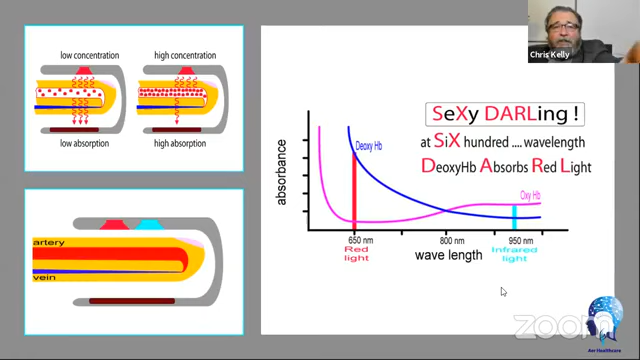 low concentration
high concentration
low absorption
high absorption
artery
vein
SeXy DARLing !
at SiX hundred .... wavelength
DeoxyHb Absorbs Red Light
absorbance
Deoxy Hb
Oxy Hb
650 nm
800 nm
950 nm
Red light
wave length
Infrared light
Chris Kelly
zoom
Aer Healthcare